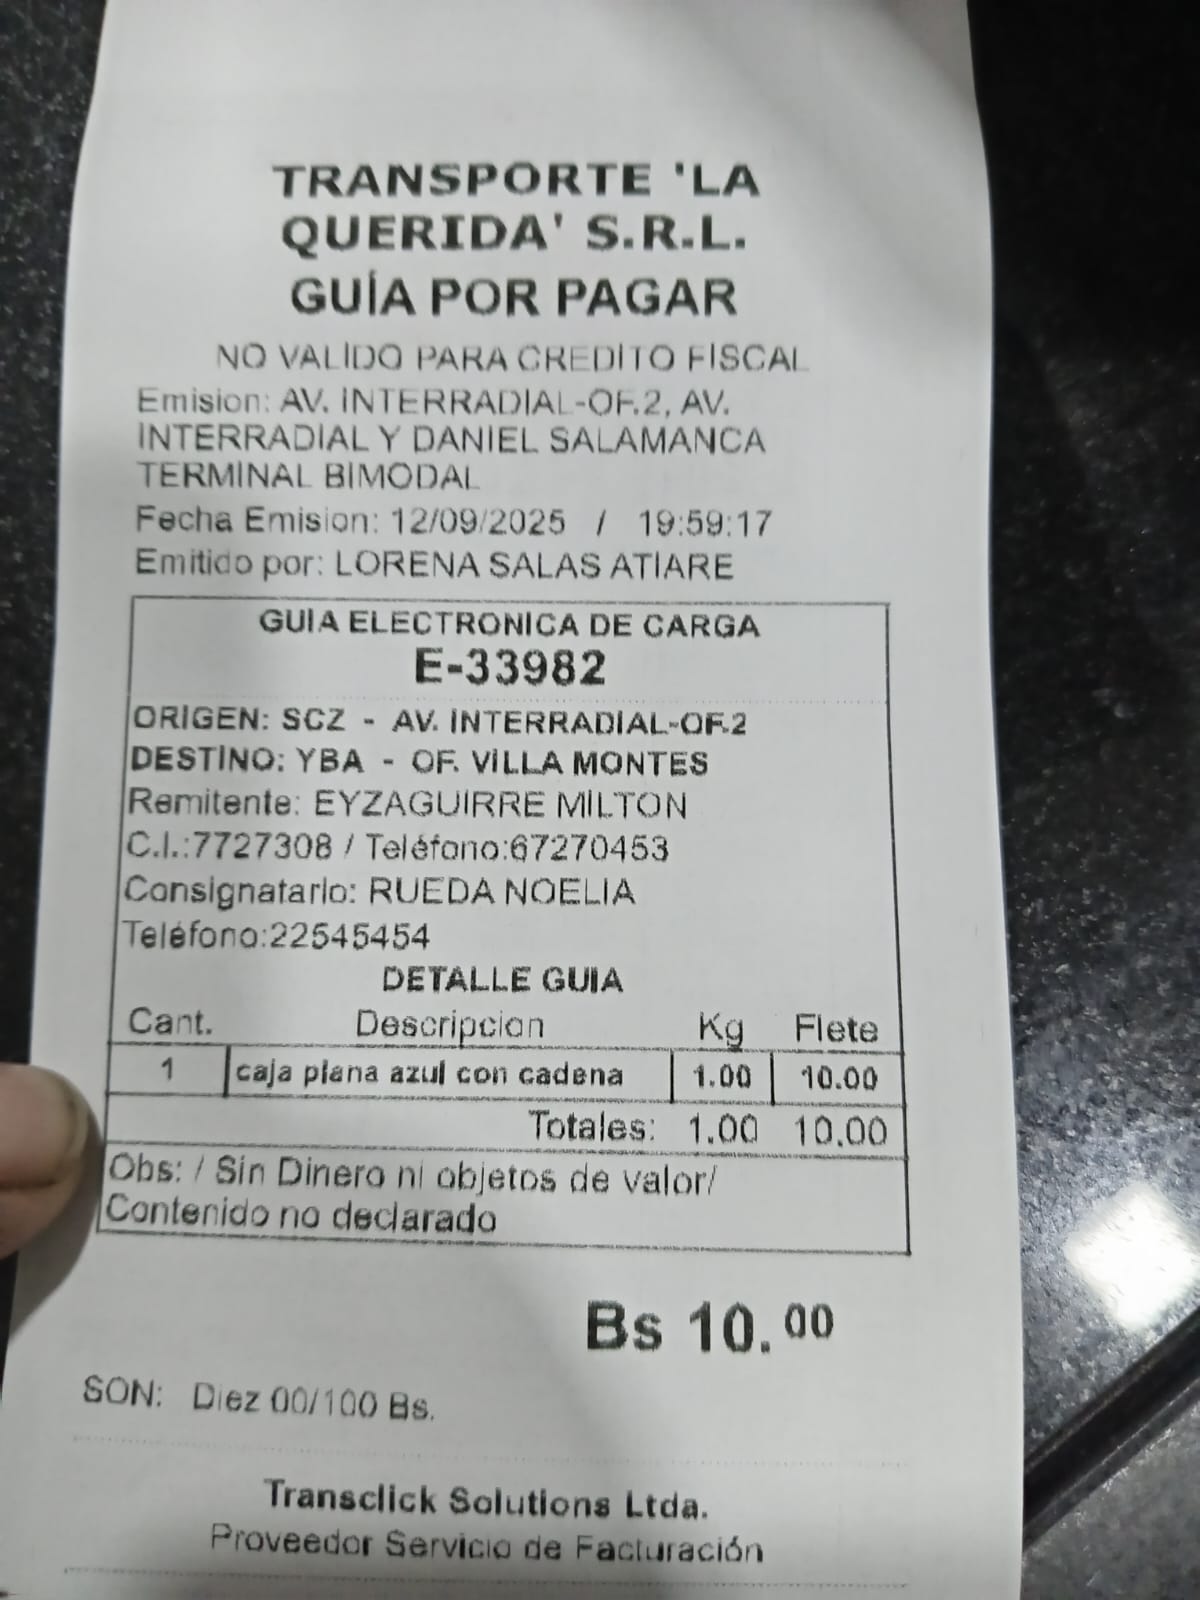 TRANSPORTE 'LA
QUERIDA' S.R.L.
GUÍA POR PAGAR
NO VALIDO PARA CREDITO FISCAL
Emision: AV. INTERRADIAL-OF.2, AV.
INTERRADIAL Y DANIEL SALAMANCA
TERMINAL BIMODAL
Fecha Emision: 12/09/2025 / 19:59:17
Emitido por: LORENA SALAS ATIARE
GUIA ELECTRONICA DE CARGA
E-33982
ORIGEN: SCZ - AV. INTERRADIAL-OF.2
DESTINO: YBA - OF. VILLA MONTES
Remitente: EYZAGUIRRE MILTON
C.I.:7727308 / Teléfono:67270453
Consignatario: RUEDA NOELIA
Teléfono:22545454
DETALLE GUIA
Cant. Descripcion Kg Flete
1 caja plana azul con cadena 1.00 10.00
Totales: 1.00 10.00
Obs: / Sin Dinero ni objetos de valor/
Contenido no declarado
Bs 10.00
SON: Diez 00/100 Bs.
Transclick Solutions Ltda.
Proveedor Servicio de Facturación